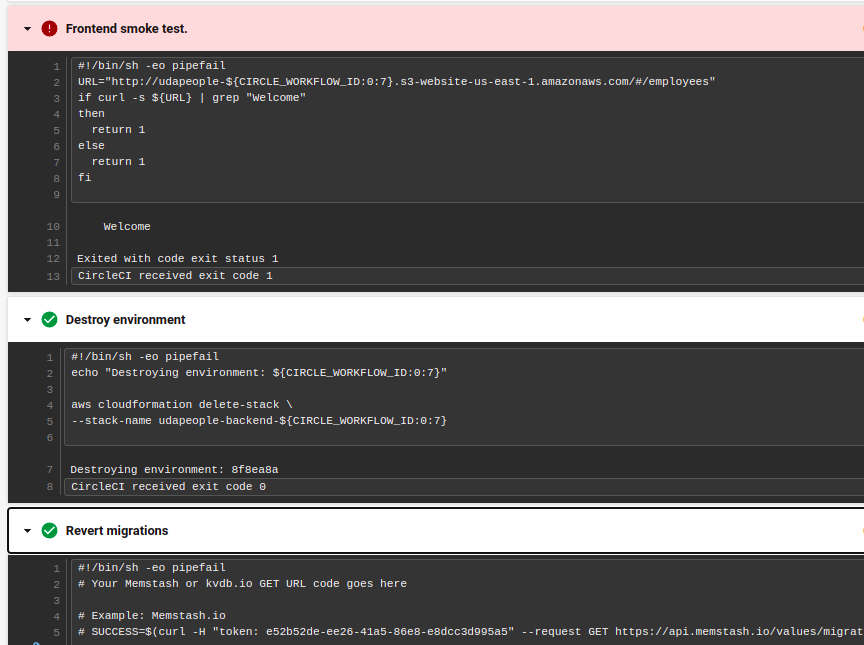 Frontend smoke test.
1 #!/bin/sh -eo pipefail
2 URL="http://udapeople-${CIRCLE_WORKFLOW_ID:0:7}.s3-website-us-east-1.amazonaws.com/#/employees"
3 if curl -s ${URL} | grep "Welcome"
4 then
5 return 1
6 else
7 return 1
8 fi
9
10 Welcome
11
12 Exited with code exit status 1
13 CircleCI received exit code 1
Destroy environment
1 #!/bin/sh -eo pipefail
2 echo "Destroying environment: ${CIRCLE_WORKFLOW_ID:0:7}"
3
4 aws cloudformation delete-stack \
5 --stack-name udapeople-backend-${CIRCLE_WORKFLOW_ID:0:7}
6
7 Destroying environment: 8f8ea8a
8 CircleCI received exit code 0
Revert migrations
1 #!/bin/sh -eo pipefail
2 # Your Memstash or kvdb.io GET URL code goes here
3
4 # Example: Memstash.io
5 # SUCCESS=$(curl -H "token: e52b52de-ee26-41a5-86e8-e8dcc3d995a5" --request GET https://api.memstash.io/values/migrat